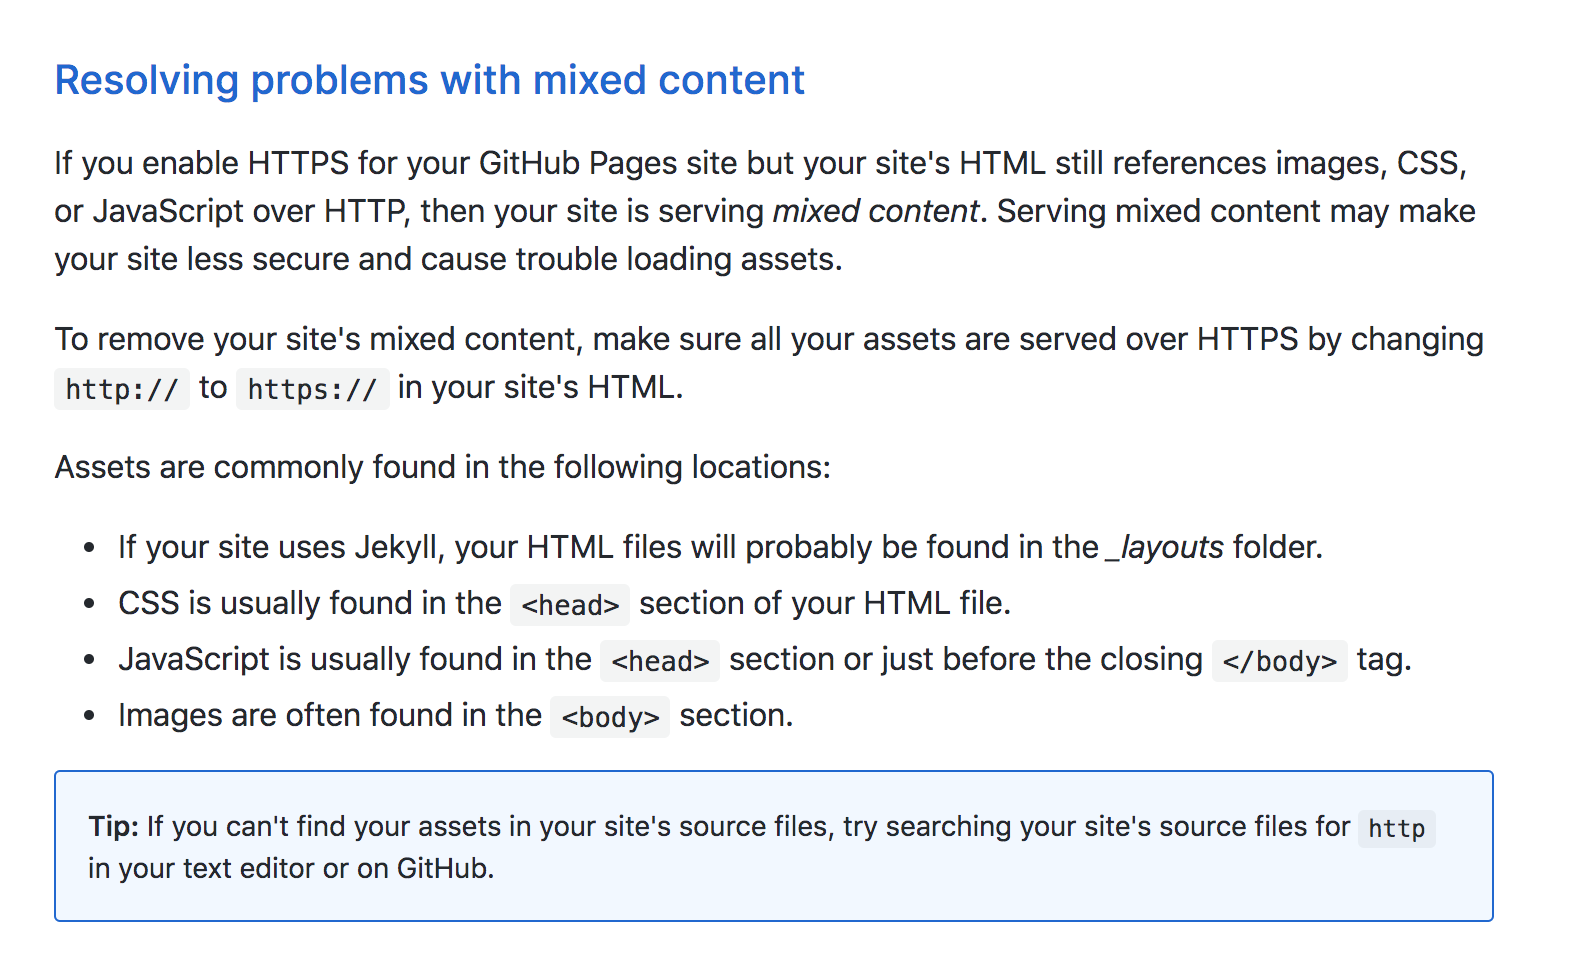 Resolving problems with mixed content
If you enable HTTPS for your GitHub Pages site but your site's HTML still references images, CSS,
or JavaScript over HTTP, then your site is serving mixed content. Serving mixed content may make
your site less secure and cause trouble loading assets.
To remove your site's mixed content, make sure all your assets are served over HTTPS by changing
http:// to https:// in your site's HTML.
Assets are commonly found in the following locations:
• If your site uses Jekyll, your HTML files will probably be found in the _layouts folder.
• CSS is usually found in the <head> section of your HTML file.
• JavaScript is usually found in the <head> section or just before the closing </body> tag.
• Images are often found in the <body> section.
Tip: If you can't find your assets in your site's source files, try searching your site's source files for http
in your text editor or on GitHub.